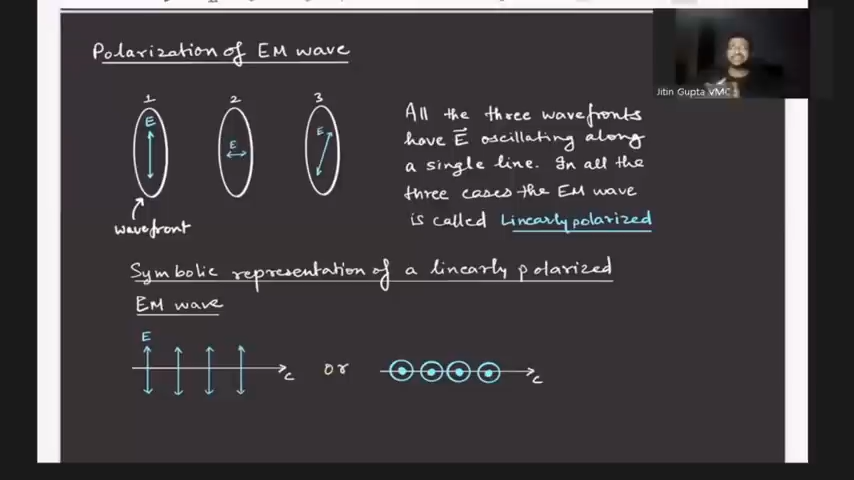 Polarization of EM wave
Jitin Gupta VMC
1 2 3
E E E
wavefront
All the three wavefronts
have E⃗ oscillating along
a single line. In all the
three cases the EM wave
is called Linearly polarized
Symbolic representation of a linearly polarized
EM wave
E
c or c